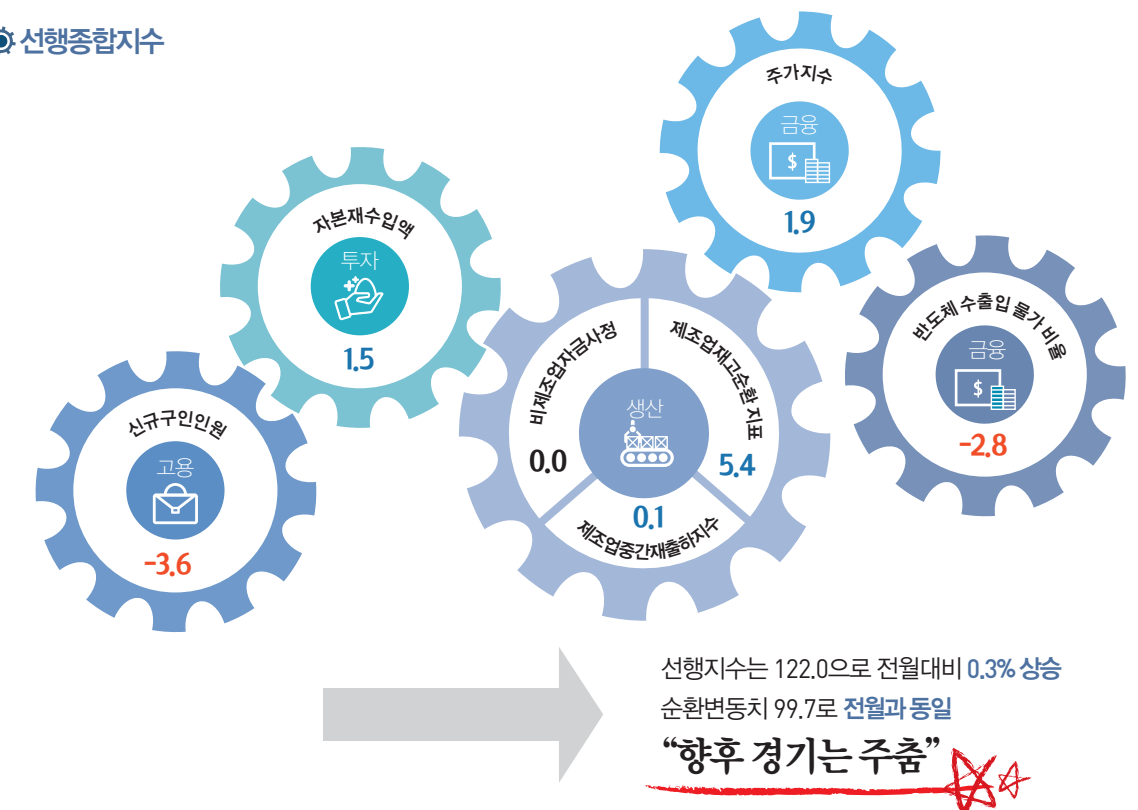 선행종합지수
주가지수
금융
$
1.9
자본재수입액
투자
1.5
반도체 수출입 물가 비율
금융
$
-2.8
비제조업자금사정
0.0
제조업재고순환 지표
5.4
생산
0.1
제조업중간재출하지수
신규구인인원
고용
-3.6
선행지수는 122.0으로 전월대비 0.3% 상승
순환변동치 99.7로 전월과 동일
“향후 경기는 주춤”